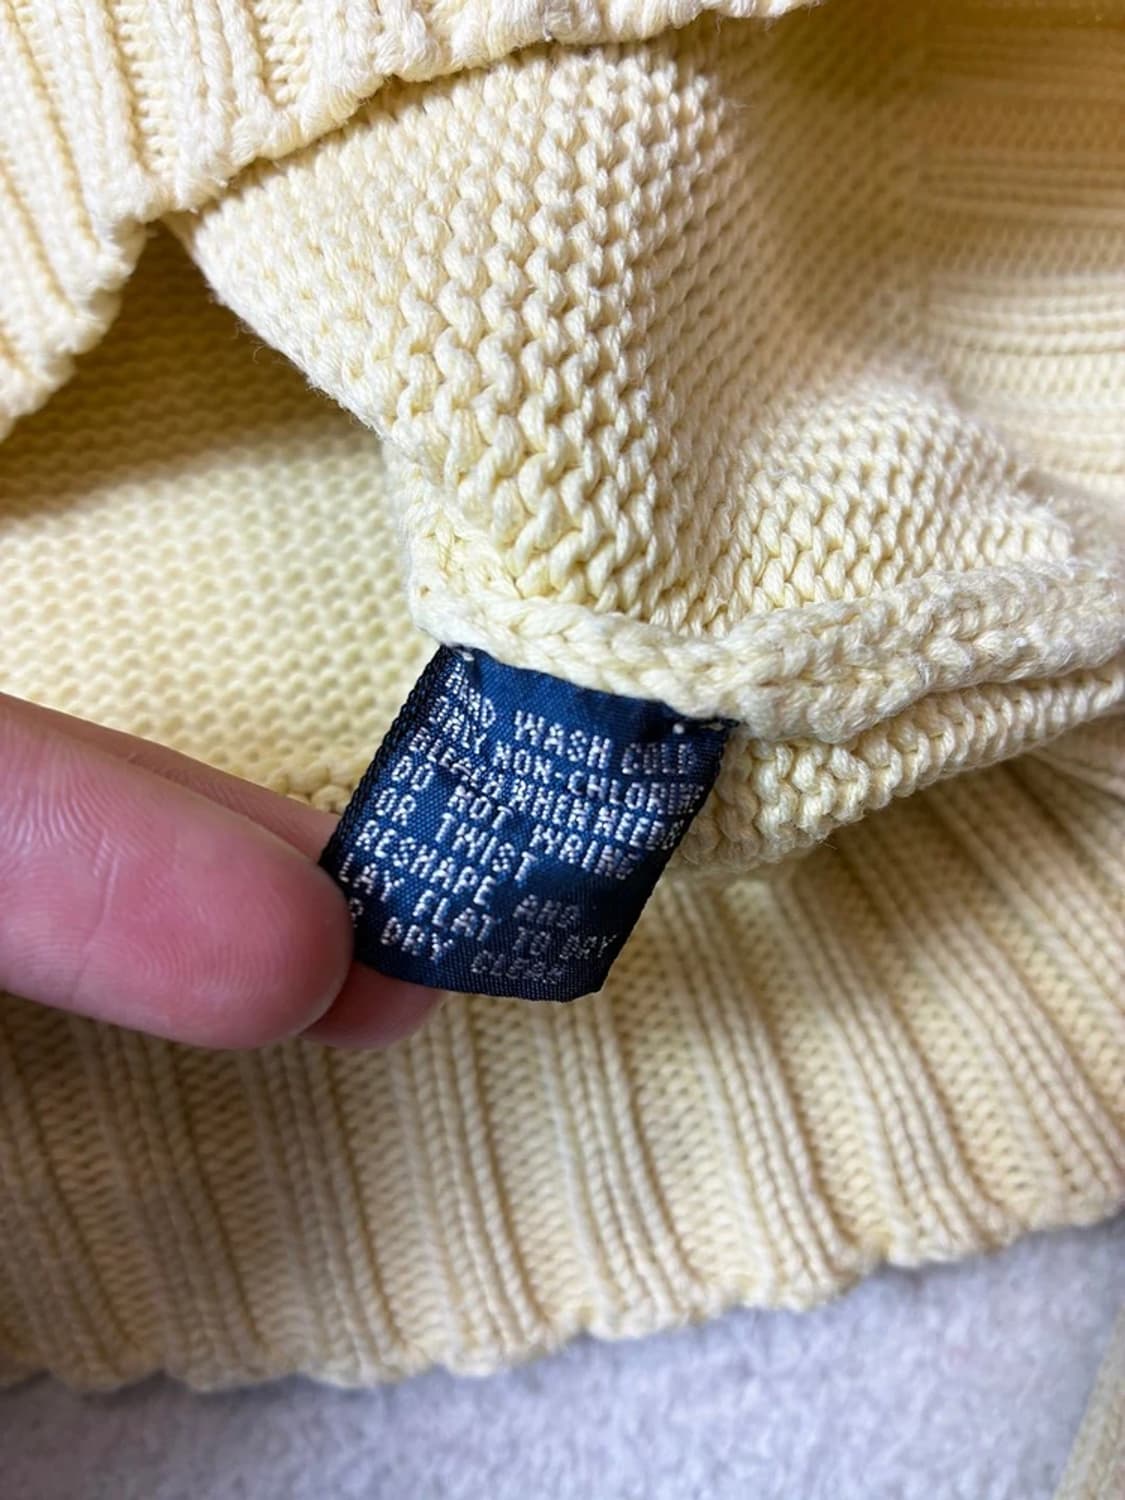 HAND WASH COLD
ONLY NON-CHLORINE
BLEACH WHEN NEEDED
DO NOT WRING
OR TWIST
RESHAPE AND
LAY FLAT TO DRY
DRY CLEAN